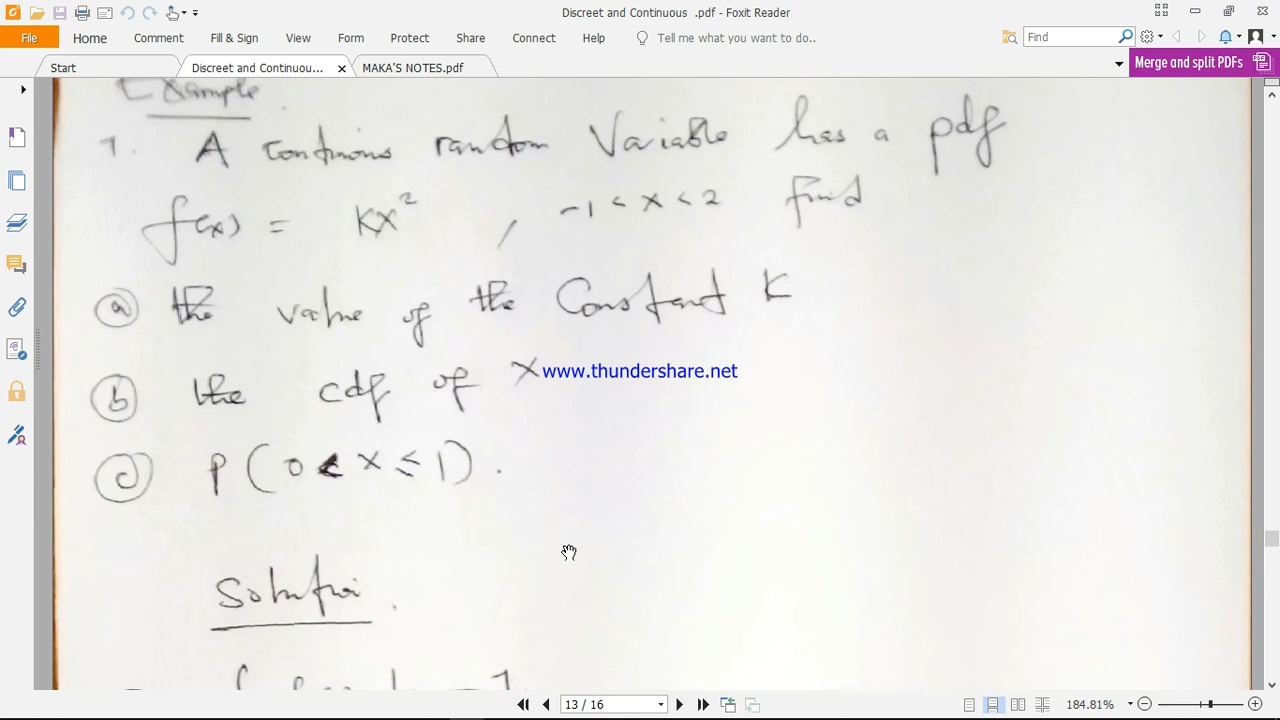 Discreet and Continuous .pdf - Foxit Reader
File Home Comment Fill & Sign View Form Protect Share Connect Help Tell me what you want to do.. Find
Start Discreet and Continuou... MAKA'S NOTES.pdf Merge and split PDFs
Example
1. A continuous random Variable has a pdf
f(x) = Kx² , -1 < x < 2 find
(a) the value of the Constant K
(b) the cdf of X
www.thundershare.net
(c) P(0 < x ≤ 1).
Solution.
13 / 16 184.81%